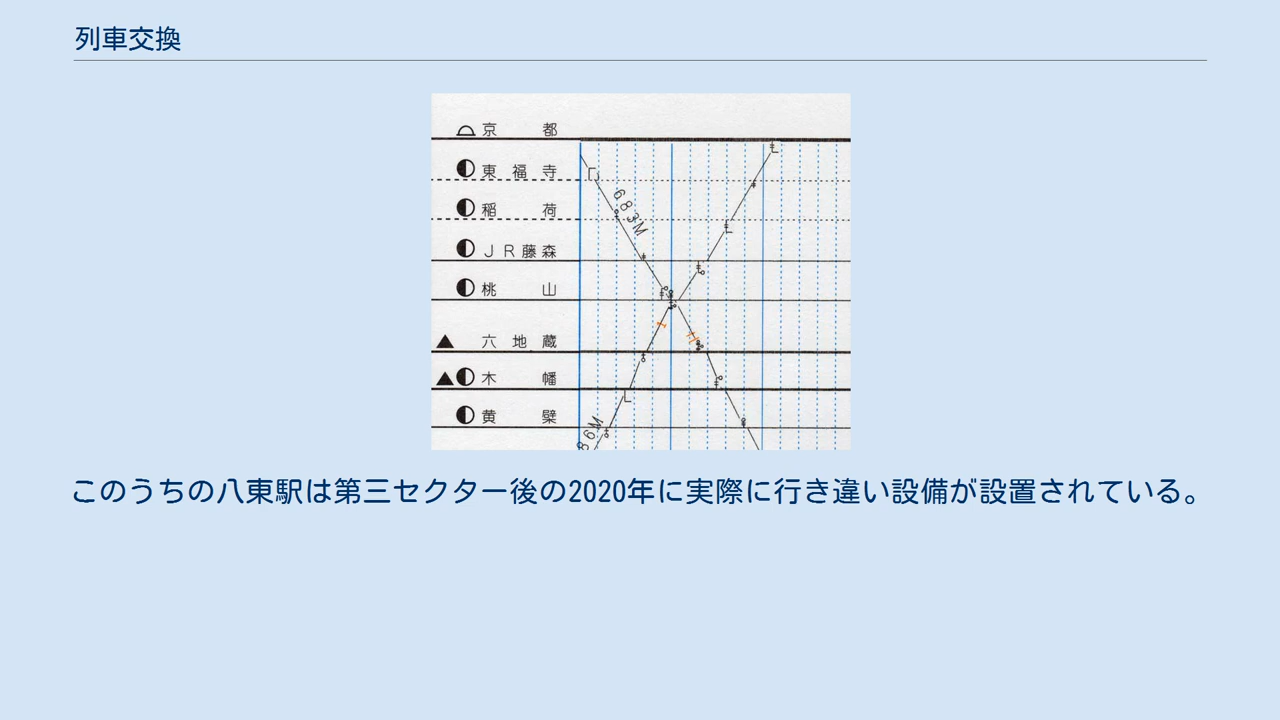 列車交換
京都
東福寺
稲荷
683M
JR藤森
桃山
六地蔵
木幡
黄檗
86M
このうちの八東駅は第三セクター後の2020年に実際に行き違い設備が設置されている。